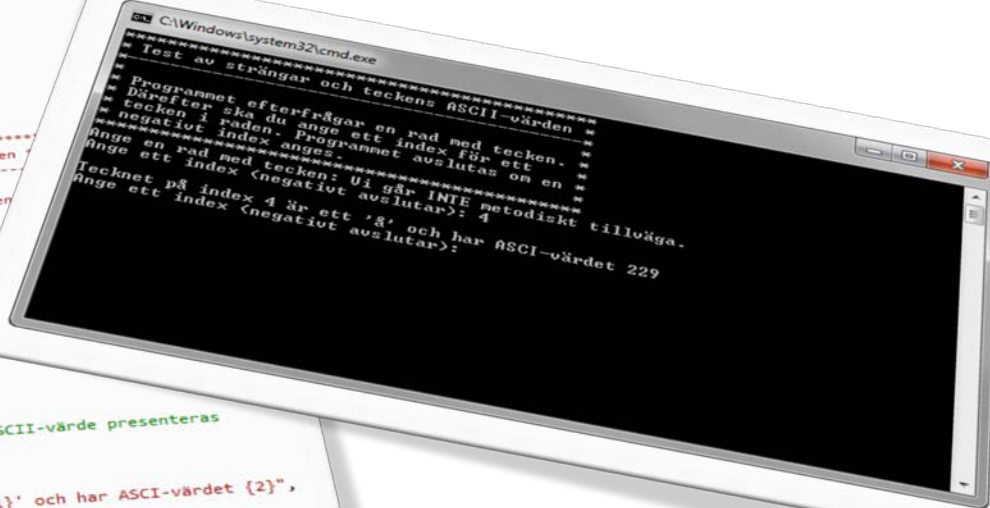 C:\Windows\system32\cmd.exe
****************************************
* Test av strängar och teckens ASCII-värden *
*----------------------------------------*
* Programmet efterfrågar en rad med tecken. *
* Därefter ska du ange ett index för ett *
* tecken i raden. Programmet avslutas om en *
* negativt index anges. *
****************************************
Ange en rad med tecken: Vi går INTE metodiskt tillväga.
Ange ett index (negativt avslutar): 4
Tecknet på index 4 är ett 'å' och har ASCI-värdet 229
Ange ett index (negativt avslutar):
en
SCII-värde presenteras
}' och har ASCI-värdet {2}",